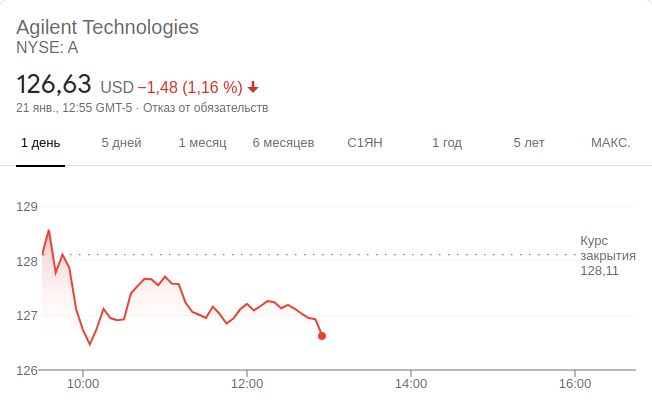 Agilent Technologies
NYSE: A
126,63 USD −1,48 (1,16 %)
21 янв., 12:55 GMT-5 · Отказ от обязательств
1 день 5 дней 1 месяц 6 месяцев С1ЯН 1 год 5 лет МАКС.
129
Курс
закрытия
128,11
128
127
126
10:00 12:00 14:00 16:00